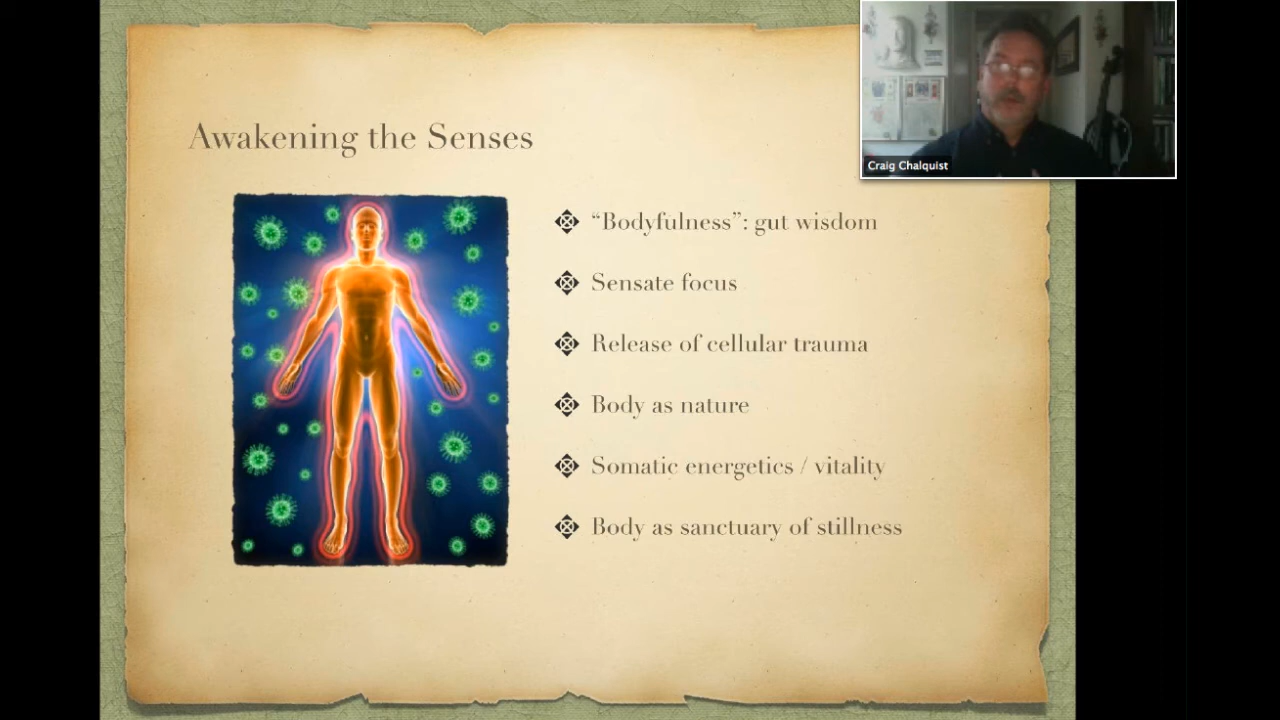 Awakening the Senses
Craig Chalquist
“Bodyfulness”: gut wisdom
Sensate focus
Release of cellular trauma
Body as nature
Somatic energetics / vitality
Body as sanctuary of stillness